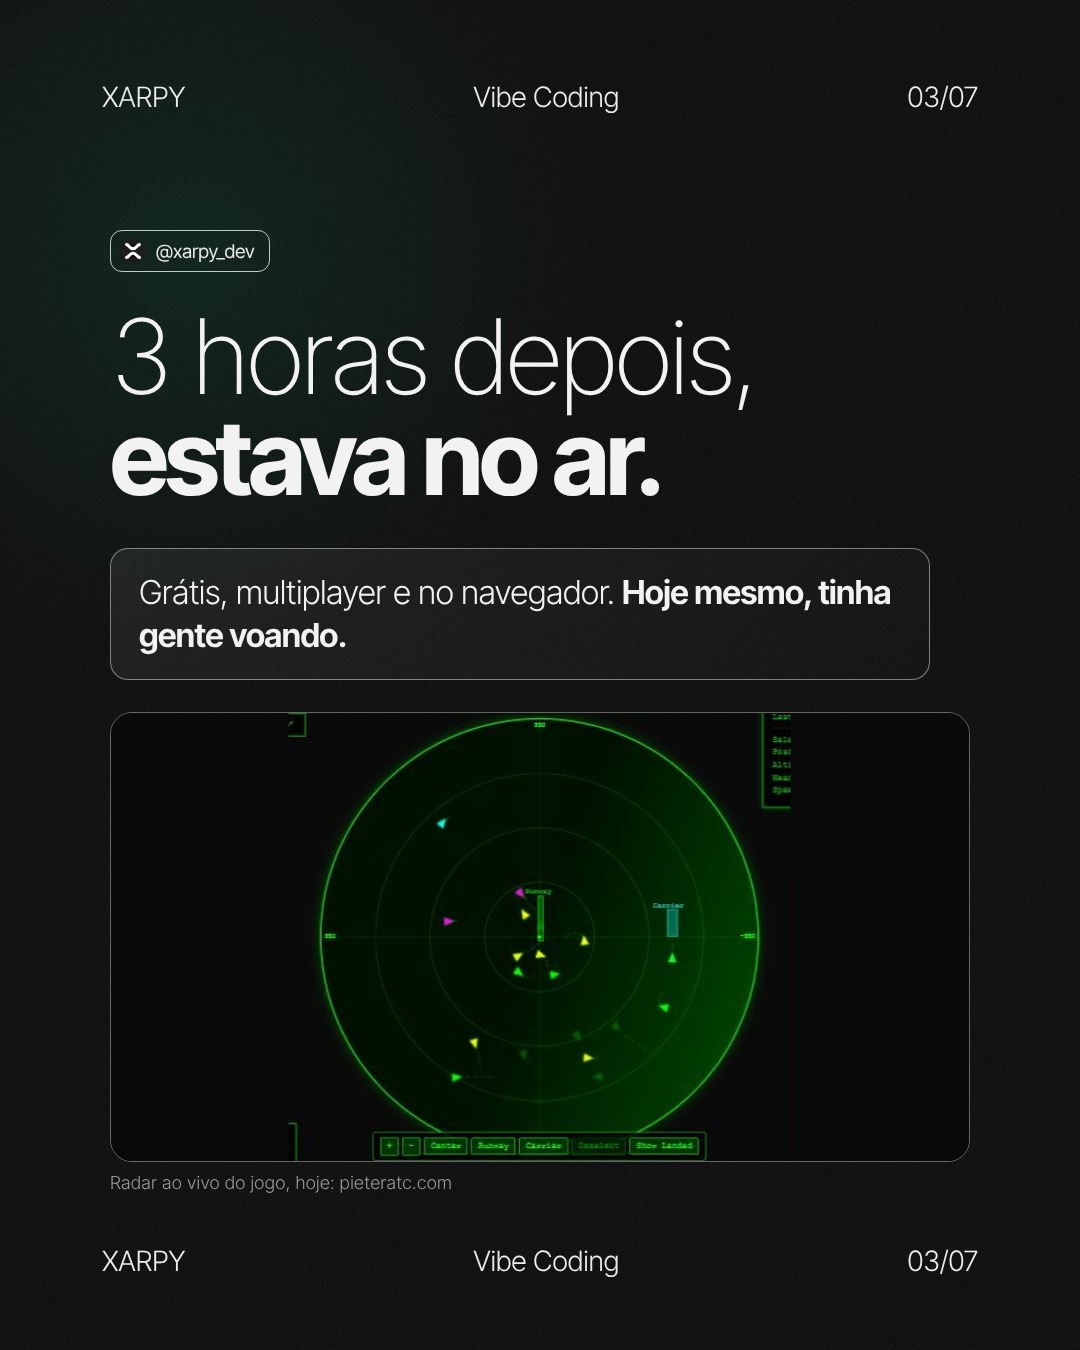 XARPY Vibe Coding 03/07
@xarpy_dev
3 horas depois,
estava no ar.
Grátis, multiplayer e no navegador. Hoje mesmo, tinha
gente voando.
Runway
Carrier
+ - Center Runway Carrier Deselect Show Landed
Radar ao vivo do jogo, hoje: pieteratc.com
XARPY Vibe Coding 03/07